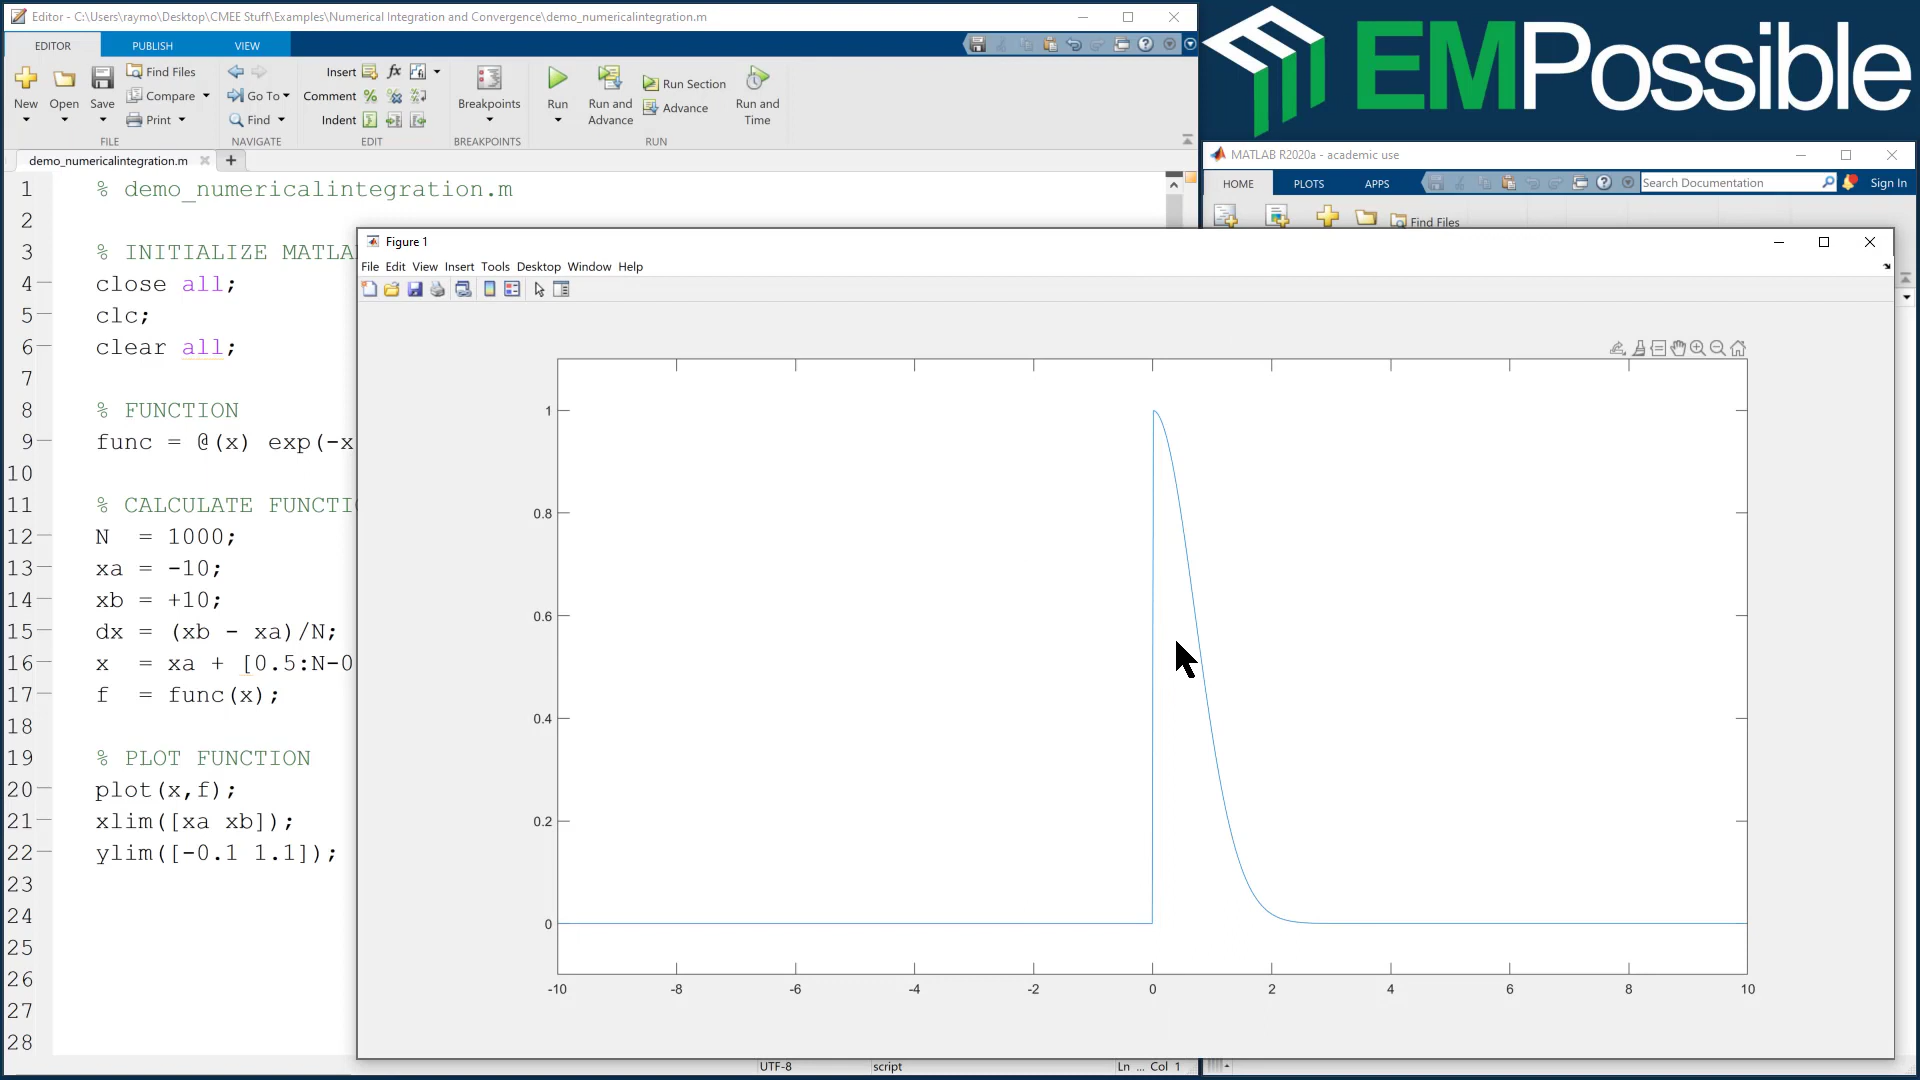 Editor - C:\Users\raymo\Desktop\CMEE Stuff\Examples\Numerical Integration and Convergence\demo_numericalintegration.m
EMPossible
EDITOR PUBLISH VIEW
New Open Save
Find Files
Compare
Print
FILE
Go To
Find
NAVIGATE
Insert
Comment
Indent
EDIT
Breakpoints
BREAKPOINTS
Run
Run and Advance
Run Section
Advance
Run and Time
RUN
demo_numericalintegration.m
MATLAB R2020a - academic use
HOME PLOTS APPS
Search Documentation
Sign In
Find Files
1 % demo_numericalintegration.m
2
3 % INITIALIZE MATLA
4 close all;
5 clc;
6 clear all;
7
8 % FUNCTION
9 func = @(x) exp(-x
10
11 % CALCULATE FUNCTI
12 N = 1000;
13 xa = -10;
14 xb = +10;
15 dx = (xb - xa)/N;
16 x = xa + [0.5:N-0
17 f = func(x);
18
19 % PLOT FUNCTION
20 plot(x,f);
21 xlim([xa xb]);
22 ylim([-0.1 1.1]);
23
24
25
26
27
28
Figure 1
File Edit View Insert Tools Desktop Window Help
1
0.8
0.6
0.4
0.2
0
-10 -8 -6 -4 -2 0 2 4 6 8 10
UTF-8 script Ln ... Col 1